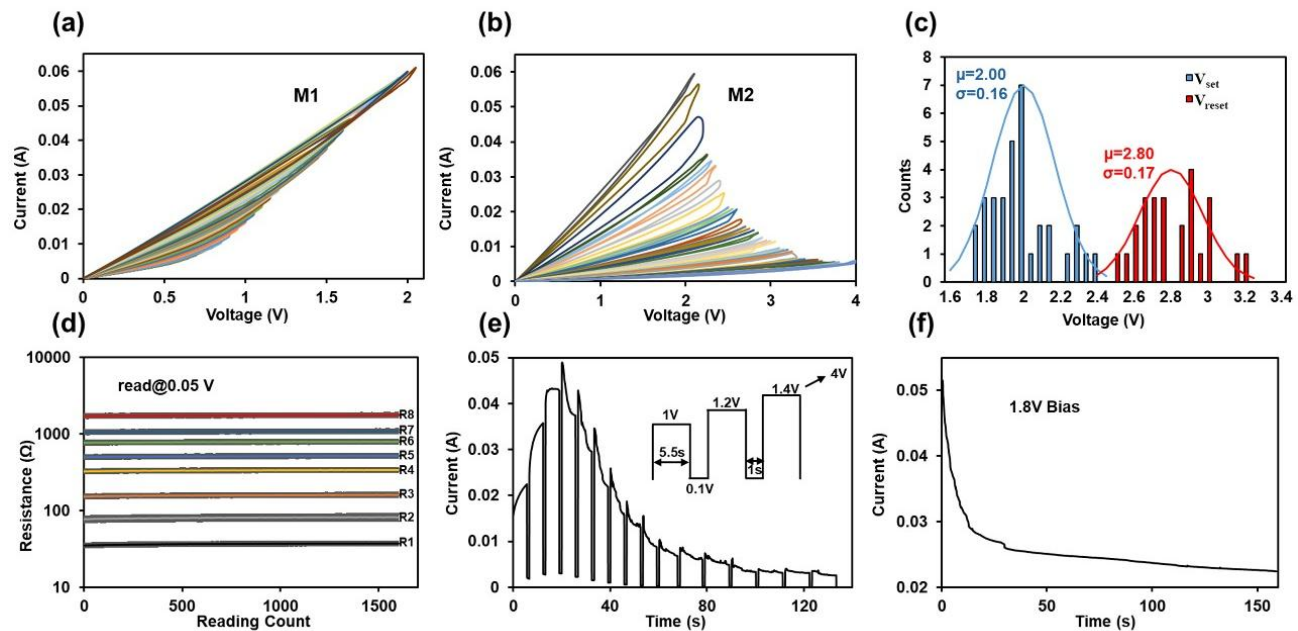 (a)
0.06
0.05
0.04
0.03
0.02
0.01
0
Current (A)
M1
0
0.5
1
1.5
2
Voltage (V)
(b)
0.06
0.05
0.04
0.03
0.02
0.01
0
Current (A)
M2
0
1
2
3
4
Voltage (V)
(c)
8
7
6
5
4
3
2
1
0
Counts
μ=2.00
σ=0.16
μ=2.80
σ=0.17
Vset
Vreset
1.6
1.8
2
2.2
2.4
2.6
2.8
3
3.2
3.4
Voltage (V)
(d)
10000
1000
100
10
Resistance (Ω)
read@0.05 V
R8
R7
R6
R5
R4
R3
R2
R1
0
500
1000
1500
Reading Count
(e)
0.05
0.04
0.03
0.02
0.01
0
Current (A)
1V
1.2V
1.4V
4V
5.5s
1s
0.1V
0
40
80
120
Time (s)
(f)
0.05
0.04
0.03
0.02
Current (A)
1.8V Bias
0
50
100
150
Time (s)